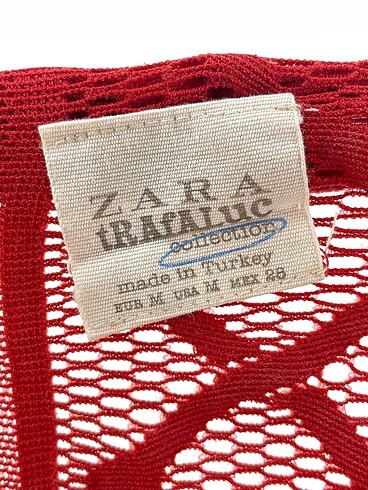 ZARA
tRAfALuc
collection
made in Turkey
EUR M USA M MEX 28